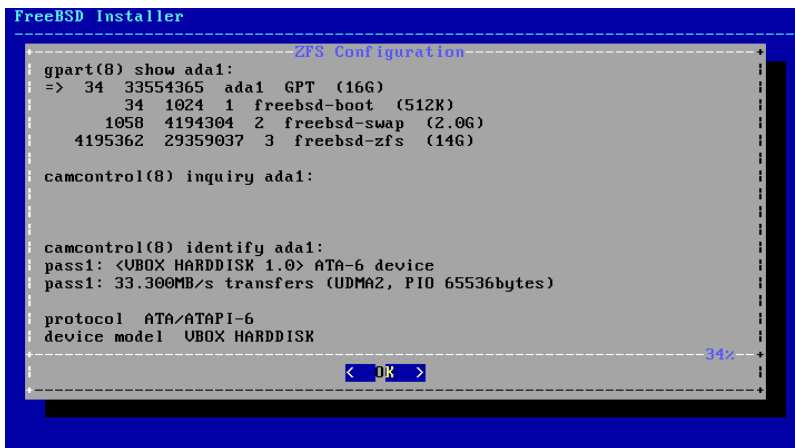 FreeBSD Installer
ZFS Configuration
gpart(8) show ada1:
=>  34  33554365  ada1  GPT  (16G)
34  1024  1  freebsd-boot  (512K)
1058  4194304  2  freebsd-swap  (2.0G)
4195362  29359037  3  freebsd-zfs  (14G)
camcontrol(8) inquiry ada1:
camcontrol(8) identify ada1:
pass1: <VBOX HARDDISK 1.0> ATA-6 device
pass1: 33.300MB/s transfers (UDMA2, PIO 65536bytes)
protocol  ATA/ATAPI-6
device model  VBOX HARDDISK
34%
<  OK  >